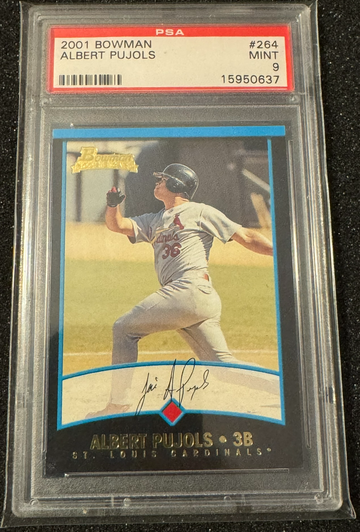 PSA
2001 BOWMAN #264
ALBERT PUJOLS MINT
9
15950637
Bowman
36
ALBERT PUJOLS • 3B
ST. LOUIS CARDINALS